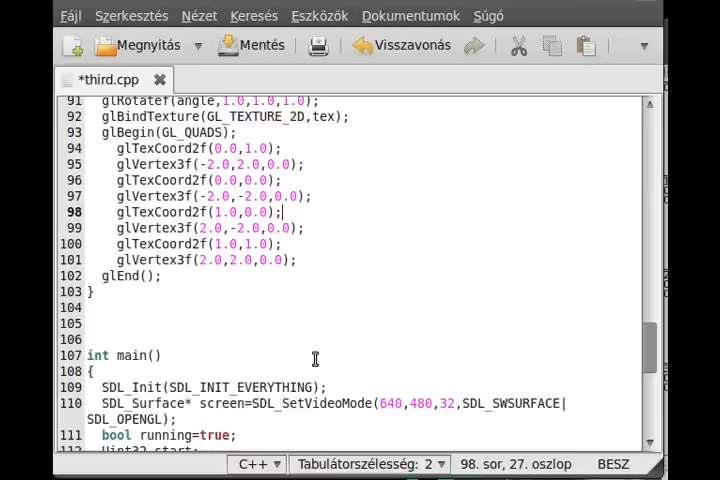 Fájl Szerkesztés Nézet Keresés Eszközök Dokumentumok Súgó
Megnyitás Mentés Visszavonás
*third.cpp
91 glRotatef(angle,1.0,1.0,1.0);
92 glBindTexture(GL_TEXTURE_2D,tex);
93 glBegin(GL_QUADS);
94 glTexCoord2f(0.0,1.0);
95 glVertex3f(-2.0,2.0,0.0);
96 glTexCoord2f(0.0,0.0);
97 glVertex3f(-2.0,-2.0,0.0);
98 glTexCoord2f(1.0,0.0);
99 glVertex3f(2.0,-2.0,0.0);
100 glTexCoord2f(1.0,1.0);
101 glVertex3f(2.0,2.0,0.0);
102 glEnd();
103 }
104
105
106
107 int main()
108 {
109 SDL_Init(SDL_INIT_EVERYTHING);
110 SDL_Surface* screen=SDL_SetVideoMode(640,480,32,SDL_SWSURFACE|
SDL_OPENGL);
111 bool running=true;
112 Uint32 start;
C++ Tabulátorszélesség: 2 98. sor, 27. oszlop BESZ